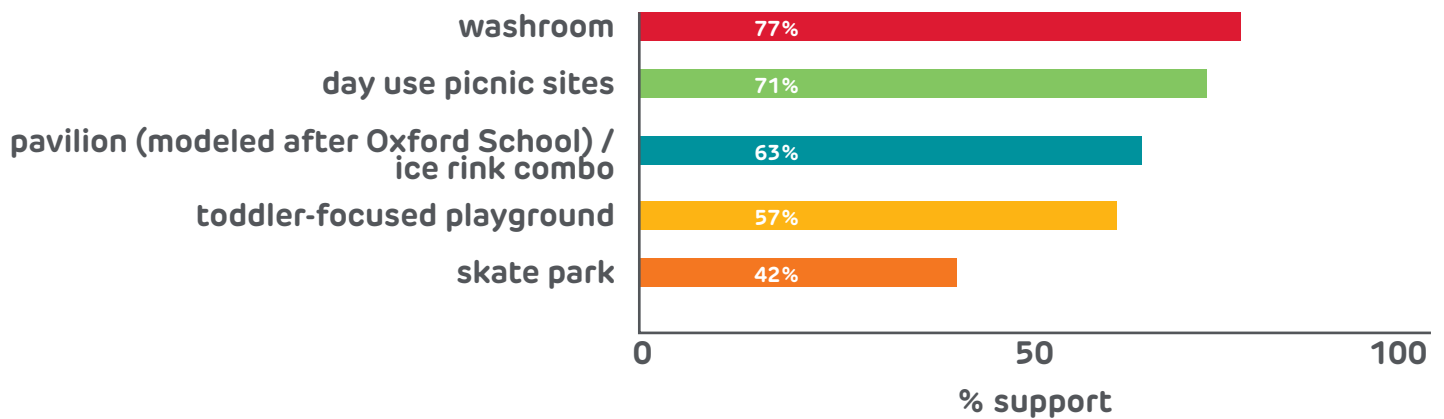 washroom
77%
day use picnic sites
71%
pavilion (modeled after Oxford School) /
ice rink combo
63%
toddler-focused playground
57%
skate park
42%
0 50 100
% support